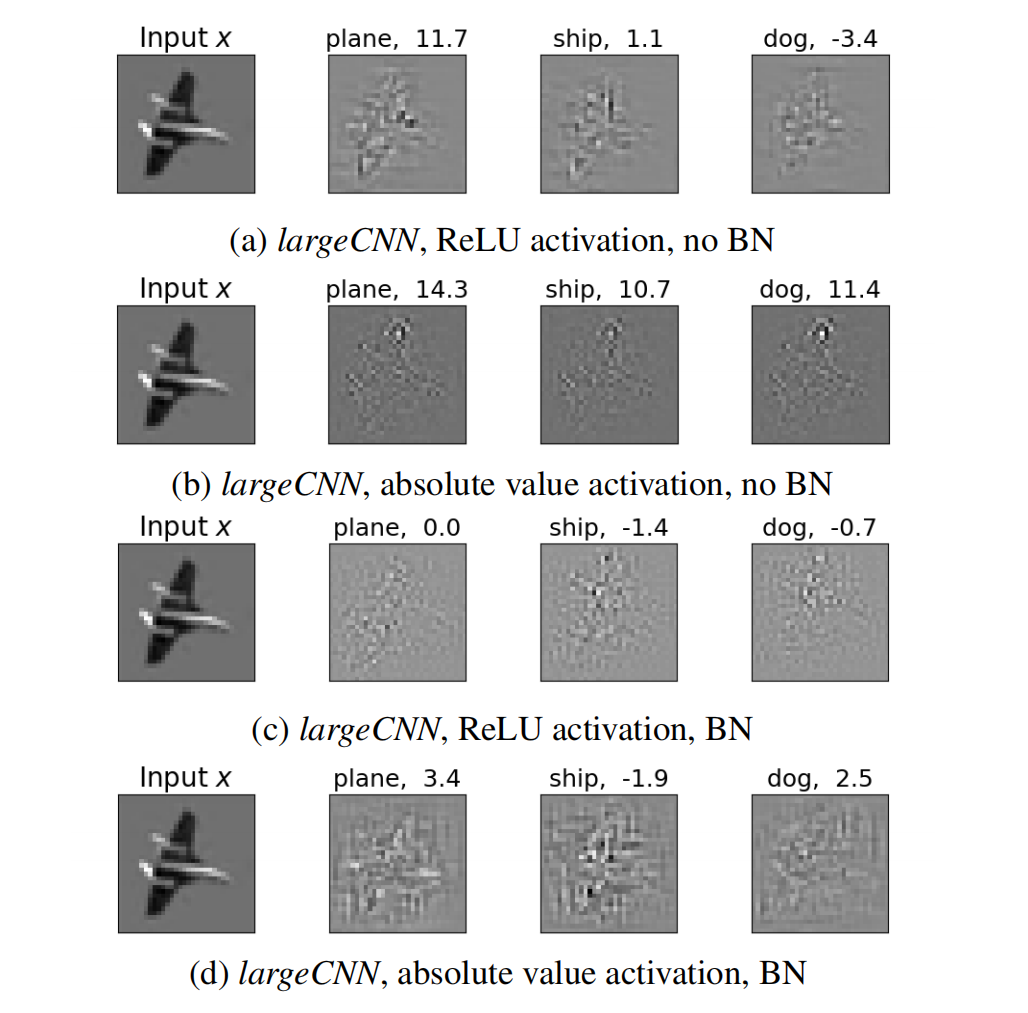 Input x plane, 11.7 ship, 1.1 dog, -3.4
(a) largeCNN, ReLU activation, no BN
Input x plane, 14.3 ship, 10.7 dog, 11.4
(b) largeCNN, absolute value activation, no BN
Input x plane, 0.0 ship, -1.4 dog, -0.7
(c) largeCNN, ReLU activation, BN
Input x plane, 3.4 ship, -1.9 dog, 2.5
(d) largeCNN, absolute value activation, BN